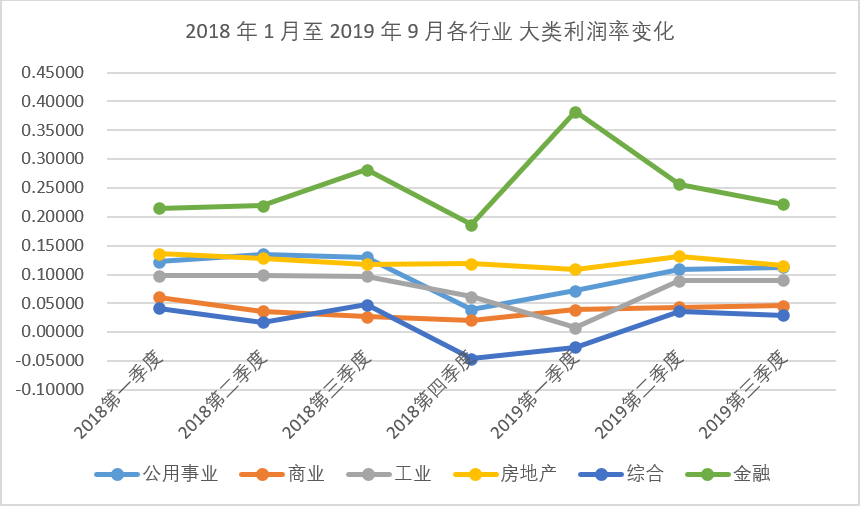 2018 年 1 月至 2019 年 9 月各行业 大类利润率变化
0.45000
0.40000
0.35000
0.30000
0.25000
0.20000
0.15000
0.10000
0.05000
0.00000
-0.05000
-0.10000
2018第一季度
2018第二季度
2018第三季度
2018第四季度
2019第一季度
2019第二季度
2019第三季度
公用事业 商业 工业 房地产 综合 金融